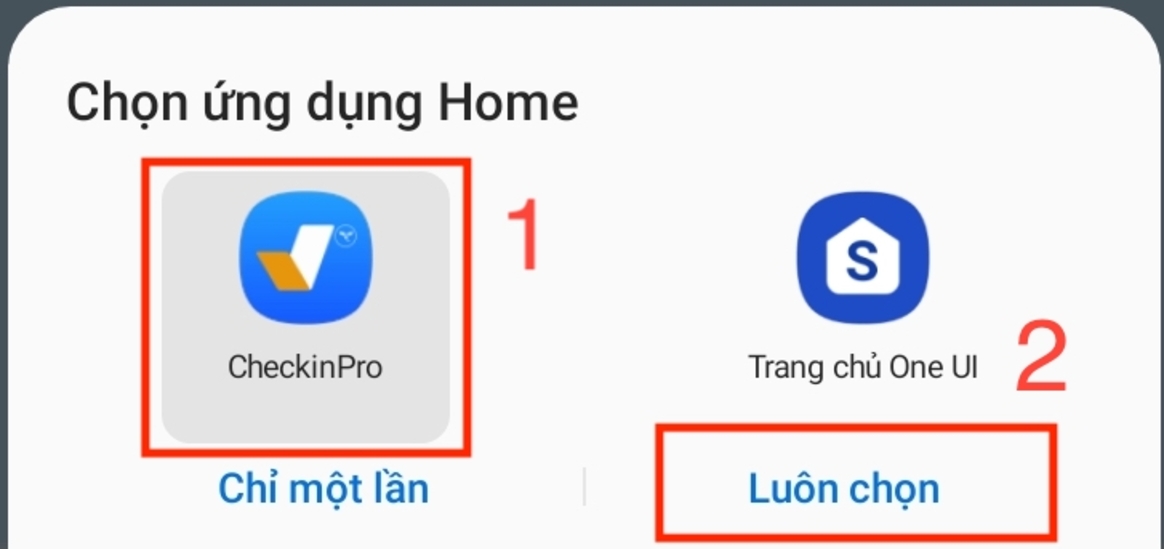 Chọn ứng dụng Home
1
CheckinPro
Trang chủ One UI
2
Chỉ một lần
Luôn chọn